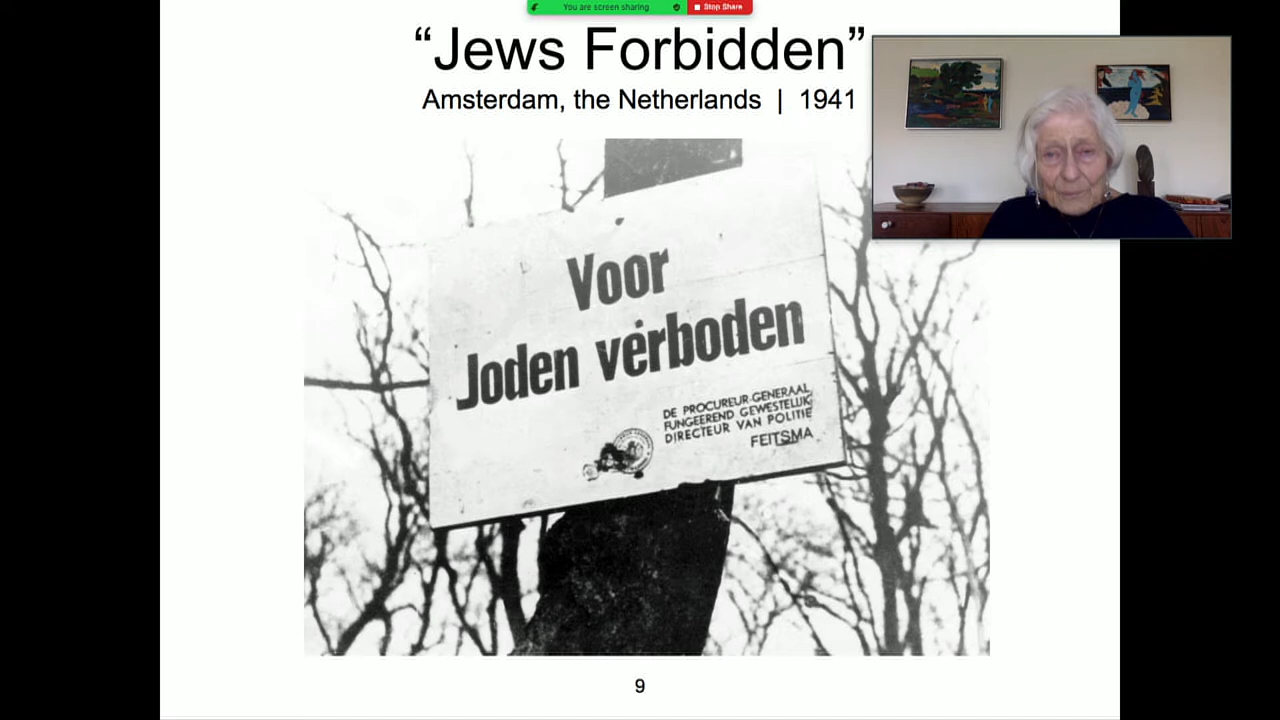 You are screen sharing
Stop Share
“Jews Forbidden”
Amsterdam, the Netherlands | 1941
Voor
Joden verboden
DE PROCUREUR-GENERAAL,
FUNGEEREND GEWESTELIJK
DIRECTEUR VAN POLITIE
FEITSMA
9